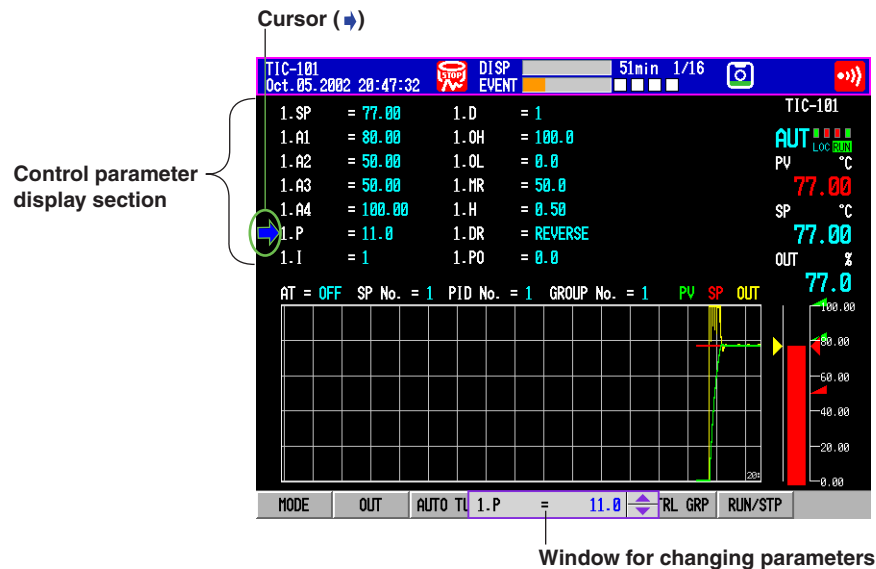 Cursor ( )
TIC-101
Oct.05.2002 20:47:32
STOP
DISP
EVENT
51min 1/16
Control parameter
display section
1.SP = 77.00 1.D = 1
1.A1 = 80.00 1.OH = 100.0
1.A2 = 50.00 1.OL = 0.0
1.A3 = 50.00 1.MR = 50.0
1.A4 = 100.00 1.H = 0.50
1.P = 11.0 1.DR = REVERSE
1.I = 1 1.PO = 0.0
TIC-101
AUT LOC RUN
PV °C
77.00
SP °C
77.00
OUT %
77.0
AT = OFF SP No. = 1 PID No. = 1 GROUP No. = 1 PV SP OUT
100.00
80.00
60.00
40.00
20.00
0.00
20:
MODE OUT AUTO TU 1.P = 11.0 TRL GRP RUN/STP
Window for changing parameters